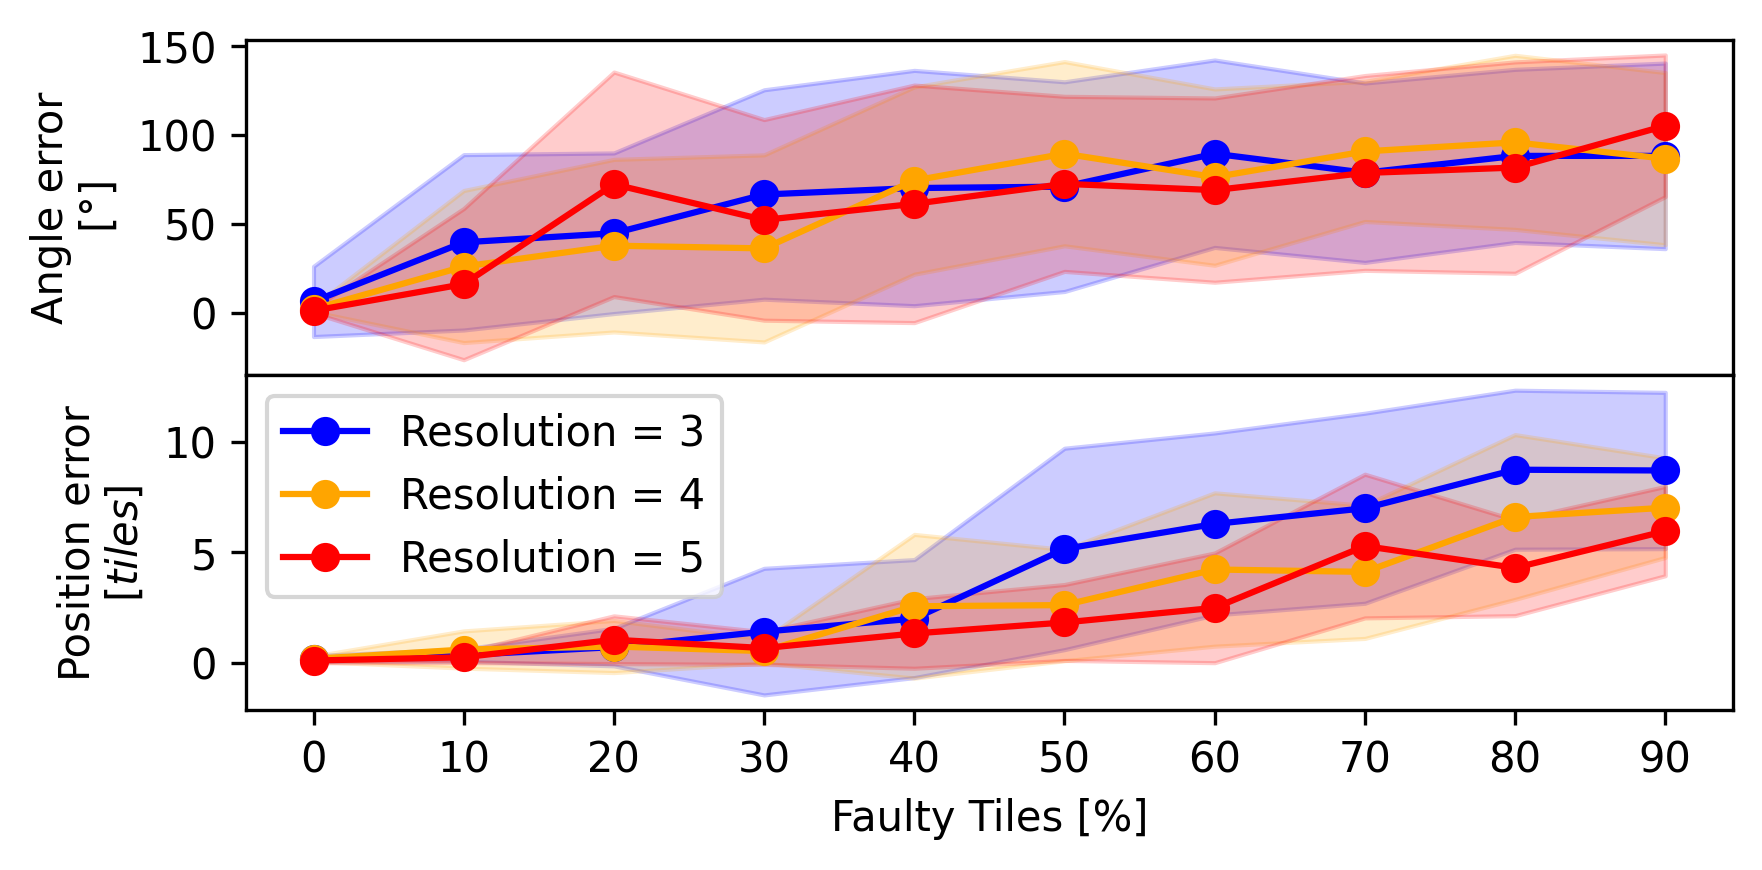 150
100
50
0
Angle error
[°]
10
5
0
Position error
[tiles]
Resolution = 3
Resolution = 4
Resolution = 5
0 10 20 30 40 50 60 70 80 90
Faulty Tiles [%]